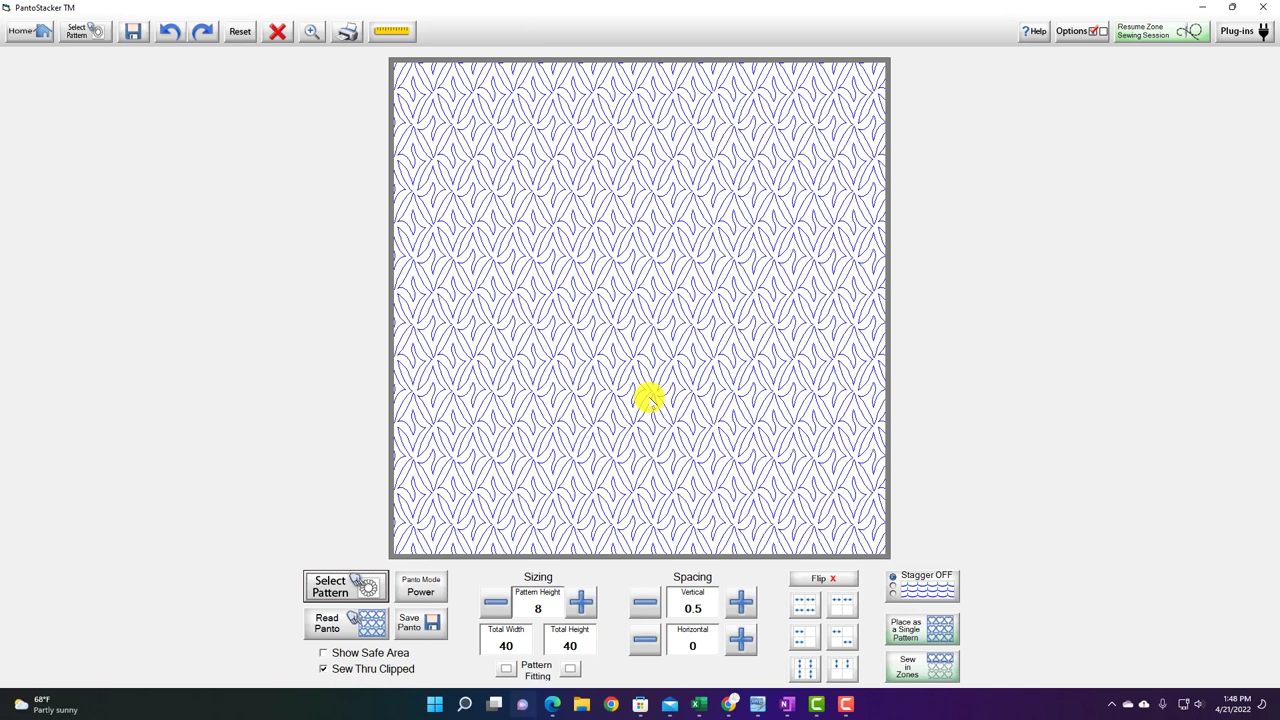 PantoStacker TM
Home
Select
Pattern
Reset
?Help
Options
Resume Zone
Sewing Session
Plug-ins
Select
Pattern
Panto Mode
Power
Read
Panto
Save
Panto
Show Safe Area
Sew Thru Clipped
Sizing
Pattern Height
8
Total Width
40
Total Height
40
Pattern
Fitting
Spacing
Vertical
0.5
Horizontal
0
Flip X
Stagger OFF
Place as
a Single
Pattern
Sew
in
Zones
68°F
Partly sunny
1:48 PM
4/21/2022